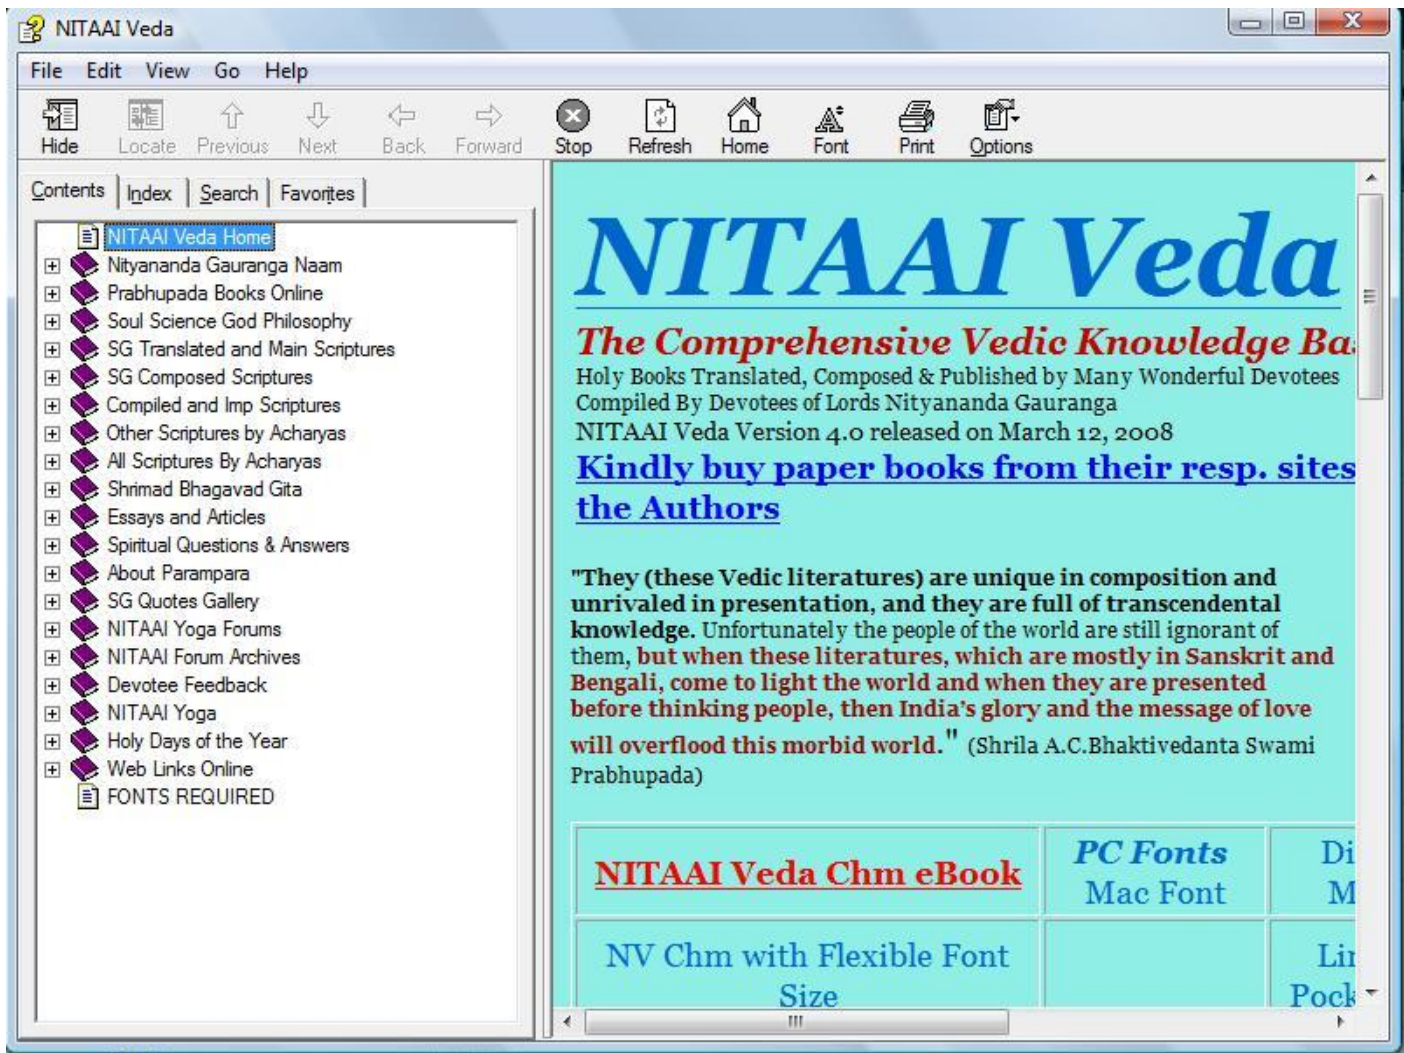 NITAAI Veda
File Edit View Go Help
Hide Locate Previous Next Back Forward Stop Refresh Home Font Print Options
Contents Index Search Favorites
NITAAI Veda Home
Nityananda Gauranga Naam
Prabhupada Books Online
Soul Science God Philosophy
SG Translated and Main Scriptures
SG Composed Scriptures
Compiled and Imp Scriptures
Other Scriptures by Acharyas
All Scriptures By Acharyas
Shrimad Bhagavad Gita
Essays and Articles
Spiritual Questions & Answers
About Parampara
SG Quotes Gallery
NITAAI Yoga Forums
NITAAI Forum Archives
Devotee Feedback
NITAAI Yoga
Holy Days of the Year
Web Links Online
FONTS REQUIRED
NITAAI Veda
The Comprehensive Vedic Knowledge Ba
Holy Books Translated, Composed & Published by Many Wonderful Devotees
Compiled By Devotees of Lords Nityananda Gauranga
NITAAI Veda Version 4.0 released on March 12, 2008
Kindly buy paper books from their resp. sites
the Authors
"They (these Vedic literatures) are unique in composition and
unrivaled in presentation, and they are full of transcendental
knowledge. Unfortunately the people of the world are still ignorant of
them, but when these literatures, which are mostly in Sanskrit and
Bengali, come to light the world and when they are presented
before thinking people, then India's glory and the message of love
will overflood this morbid world." (Shrila A.C.Bhaktivedanta Swami
Prabhupada)
NITAAI Veda Chm eBook
PC Fonts
Mac Font
Di
M
NV Chm with Flexible Font
Size
Pock